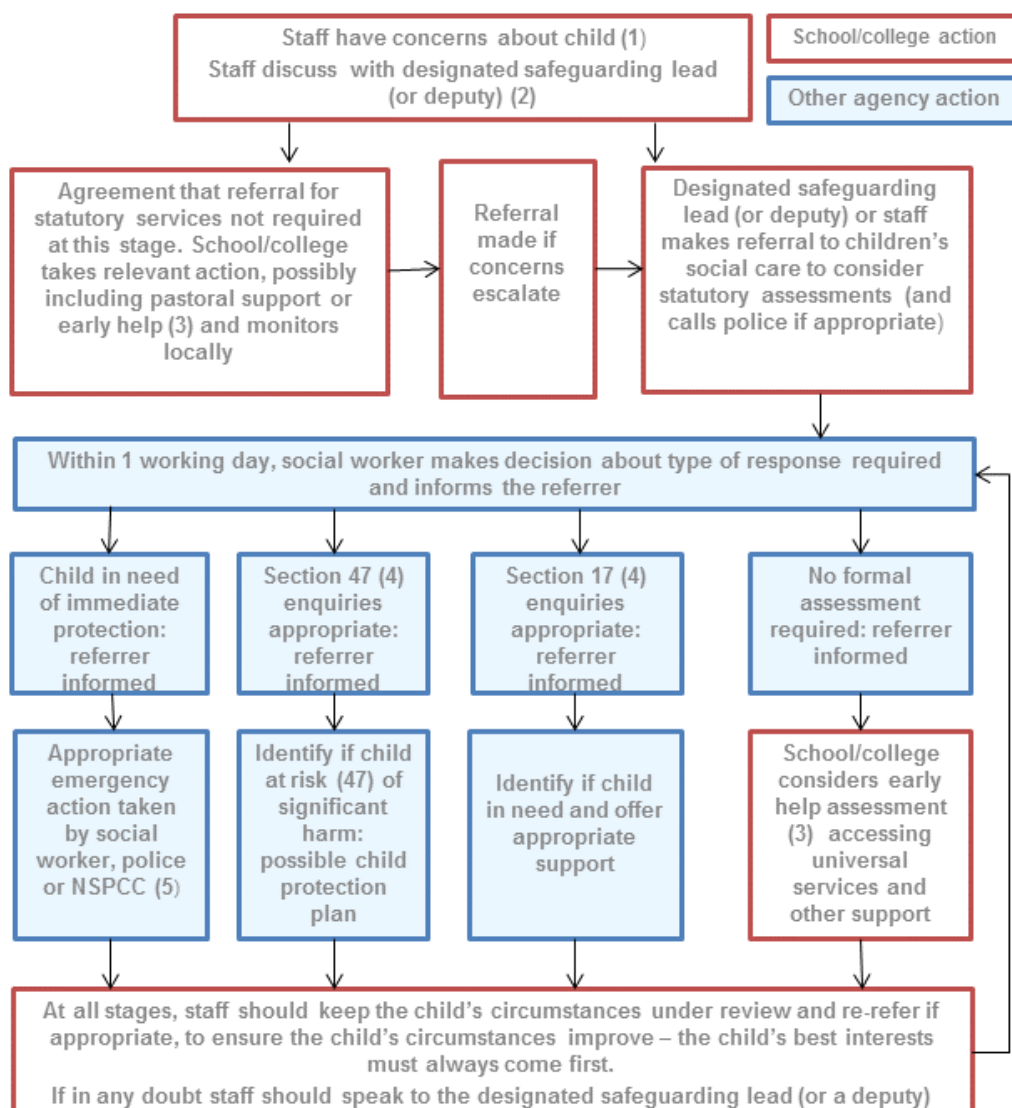 Staff have concerns about child (1)
Staff discuss with designated safeguarding lead
(or deputy) (2)
School/college action
Other agency action
Agreement that referral for
statutory services not required
at this stage. School/college
takes relevant action, possibly
including pastoral support or
early help (3) and monitors
locally
Referral
made if
concerns
escalate
Designated safeguarding
lead (or deputy) or staff
makes referral to children's
social care to consider
statutory assessments (and
calls police if appropriate)
Within 1 working day, social worker makes decision about type of response required
and informs the referrer
Child in need
of immediate
protection:
referrer
informed
Section 47 (4)
enquiries
appropriate:
referrer
informed
Section 17 (4)
enquiries
appropriate:
referrer
informed
No formal
assessment
required: referrer
informed
Appropriate
emergency
action taken
by social
worker, police
or NSPCC (5)
Identify if child
at risk (47) of
significant
harm:
possible child
protection
plan
Identify if child
in need and offer
appropriate
support
School/college
considers early
help assessment
(3) accessing
universal
services and
other support
At all stages, staff should keep the child's circumstances under review and re-refer if
appropriate, to ensure the child's circumstances improve – the child's best interests
must always come first.
If in any doubt staff should speak to the designated safeguarding lead (or a deputy)